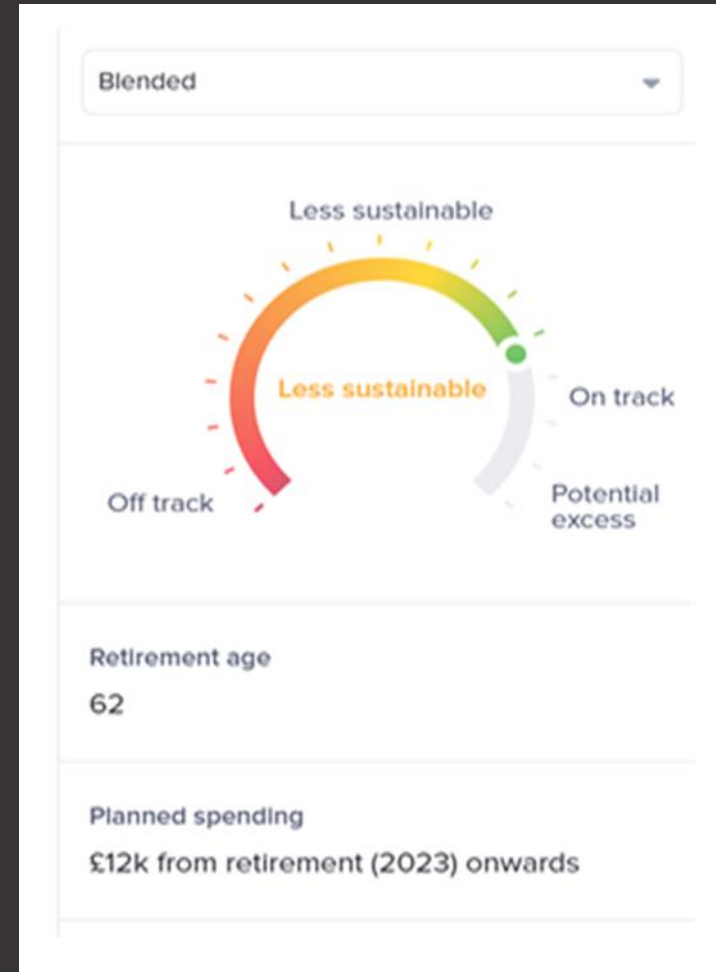 Blended
Less sustainable
Less sustainable
On track
Off track
Potential
excess
Retirement age
62
Planned spending
£12k from retirement (2023) onwards